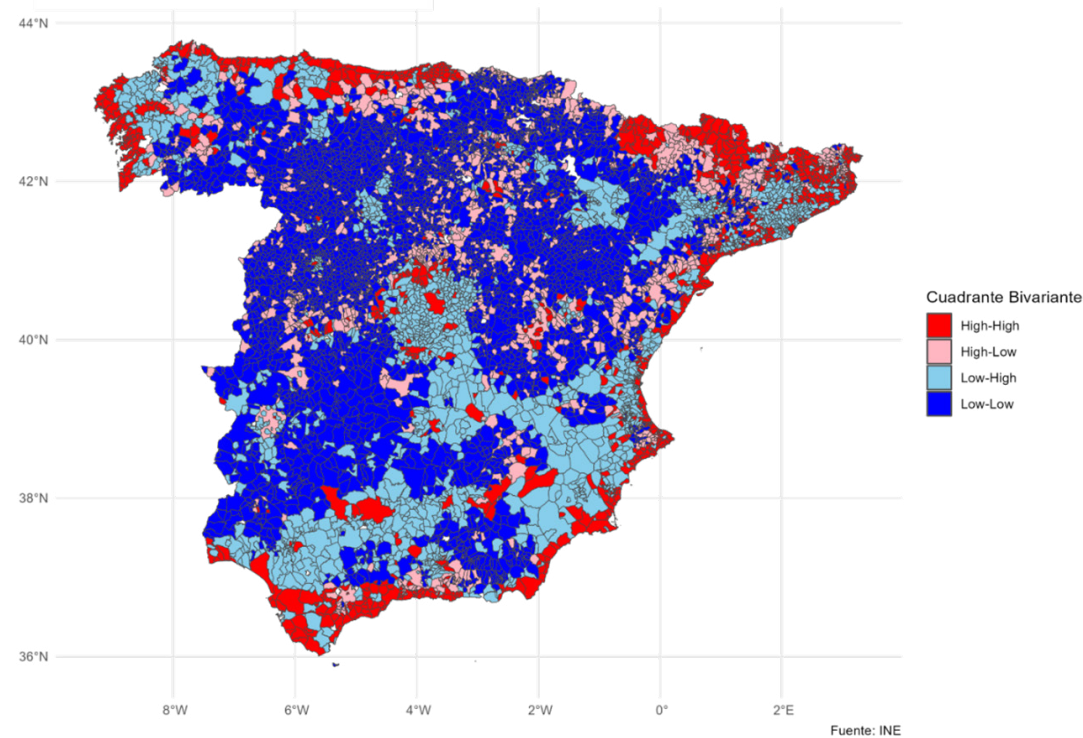 44°N
42°N
40°N
38°N
36°N
8°W
6°W
4°W
2°W
0°
2°E
Cuadrante Bivariante
High-High
High-Low
Low-High
Low-Low
Fuente: INE